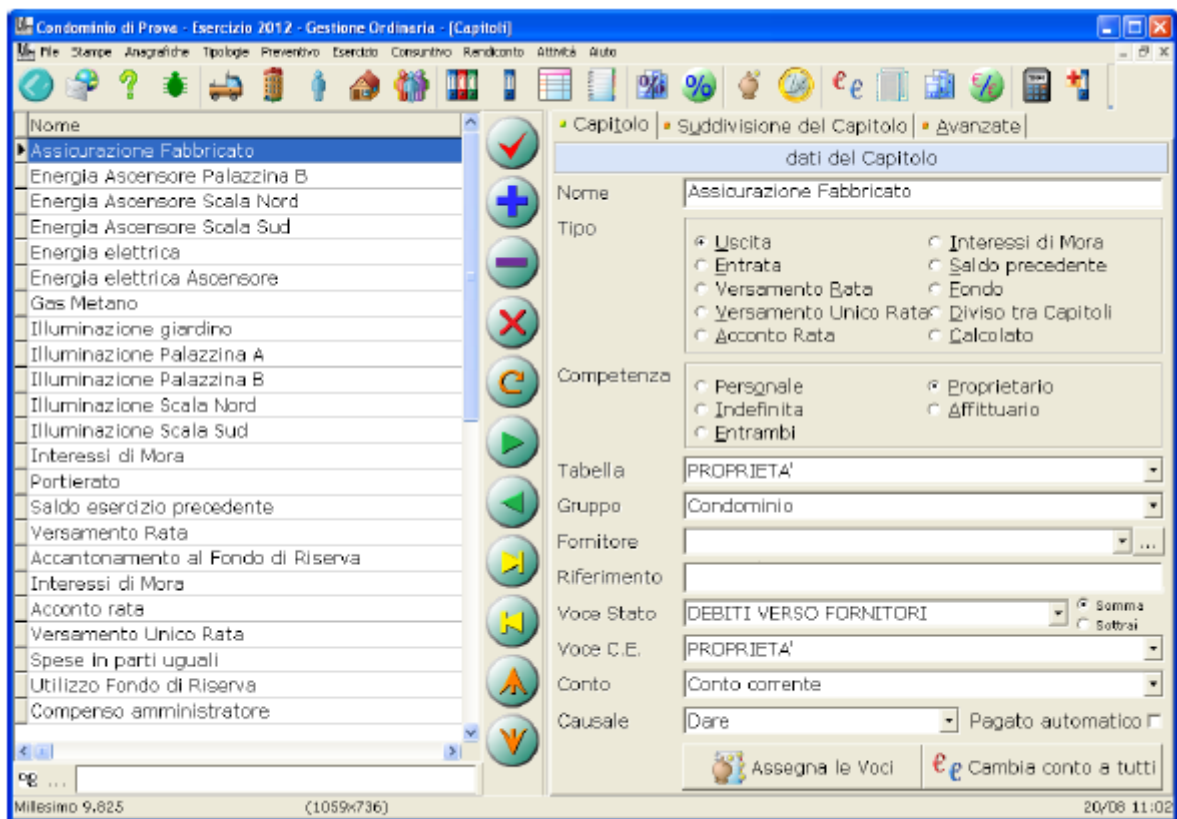 Condominio di Prova - Esercizio 2012 - Gestione Ordinaria - [Capitoli]
File Stampe Anagrafiche Tipologie Preventivo Esercizio Consuntivo Rendiconto Attività Aiuto
Nome
Assicurazione Fabbricato
Energia Ascensore Palazzina B
Energia Ascensore Scala Nord
Energia Ascensore Scala Sud
Energia elettrica
Energia elettrica Ascensore
Gas Metano
Illuminazione giardino
Illuminazione Palazzina A
Illuminazione Palazzina B
Illuminazione Scala Nord
Illuminazione Scala Sud
Interessi di Mora
Portierato
Saldo esercizio precedente
Versamento Rata
Accantonamento al Fondo di Riserva
Interessi di Mora
Acconto rata
Versamento Unico Rata
Spese in parti uguali
Utilizzo Fondo di Riserva
Compenso amministratore
...
Capitolo Suddivisione del Capitolo Avanzate
dati del Capitolo
Nome Assicurazione Fabbricato
Tipo
Uscita Interessi di Mora
Entrata Saldo precedente
Versamento Rata Fondo
Versamento Unico Rata Diviso tra Capitoli
Acconto Rata Calcolato
Competenza
Personale Proprietario
Indefinita Affittuario
Entrambi
Tabella PROPRIETA'
Gruppo Condominio
Fornitore ...
Riferimento
Voce Stato DEBITI VERSO FORNITORI Somma
Sottrai
Voce C.E. PROPRIETA'
Conto Conto corrente
Causale Dare Pagato automatico
Assegna le Voci Cambia conto a tutti
Millesimo 9.825 (1059x736) 20/08 11:02